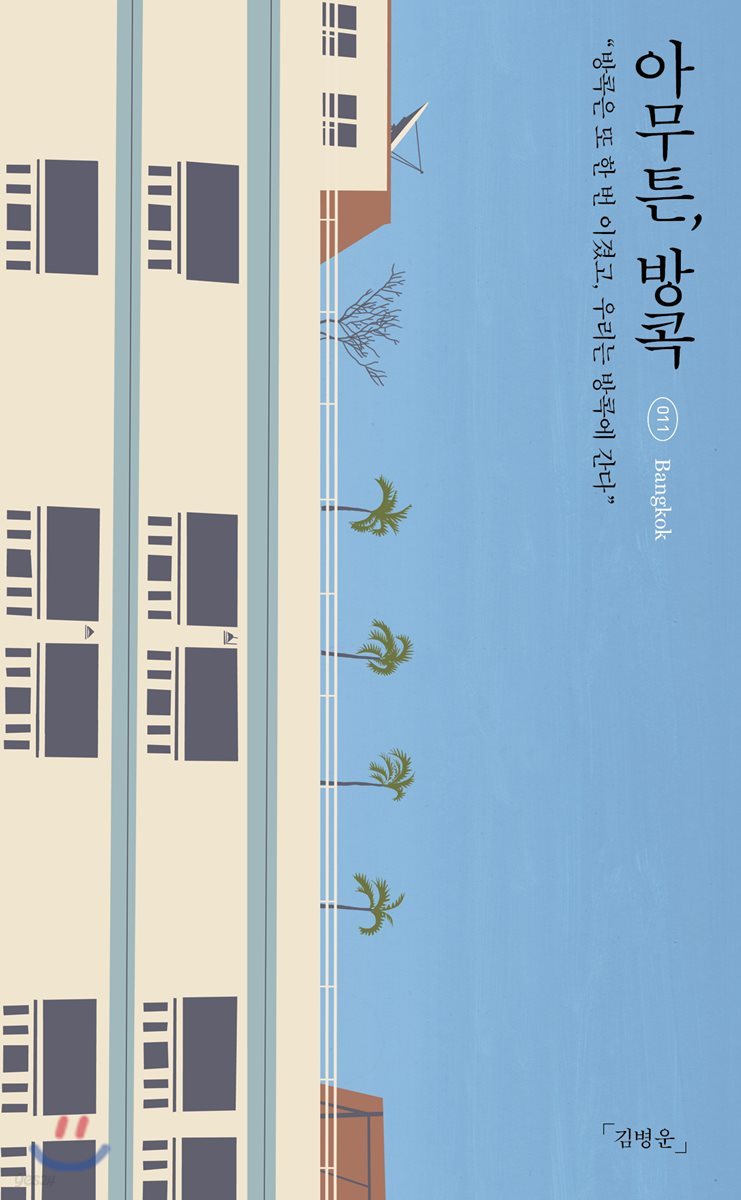 아무튼, 방콕
011
Bangkok
“방콕은 또 한 번 이겼고, 우리는 방콕에 간다”
「김병운」
yes24